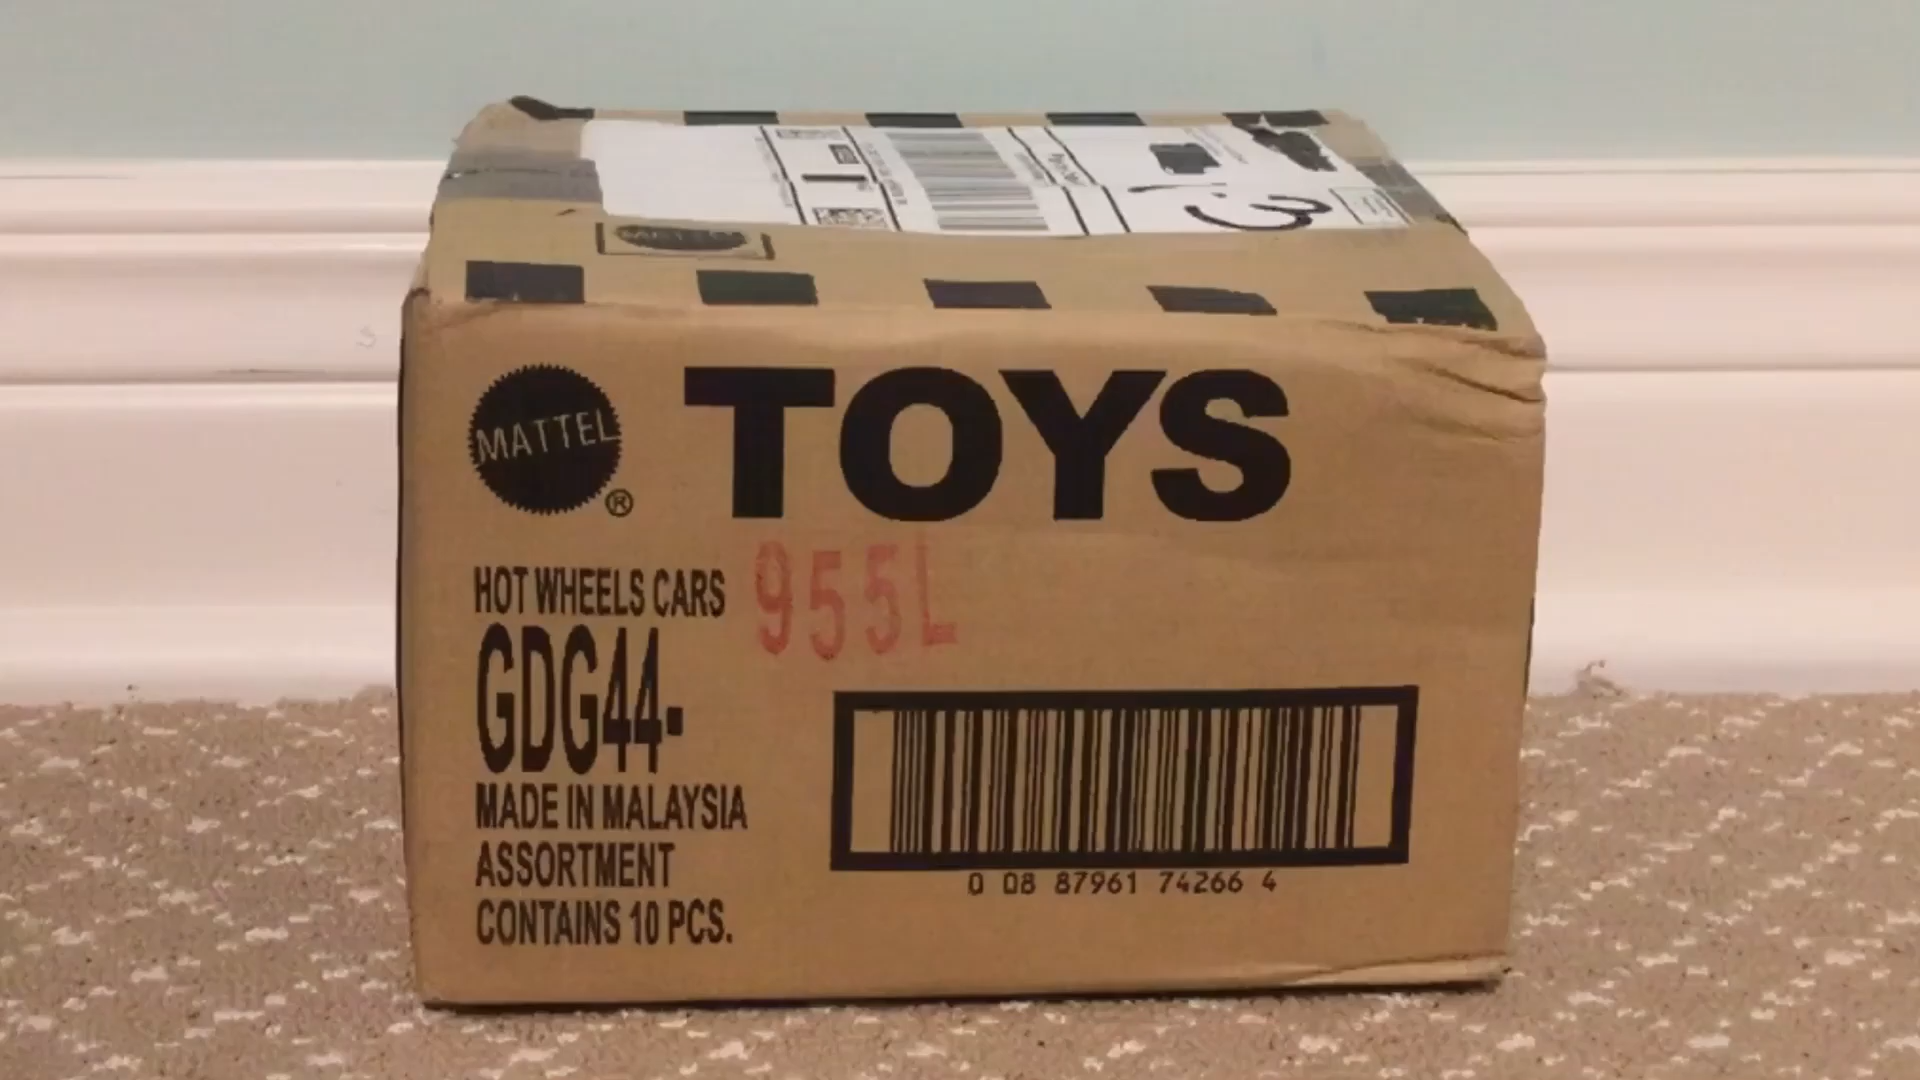 MATTEL
MATTEL
®
TOYS
HOT WHEELS CARS
955L
GDG44-
MADE IN MALAYSIA
ASSORTMENT
CONTAINS 10 PCS.
0 08 87961 74266 4